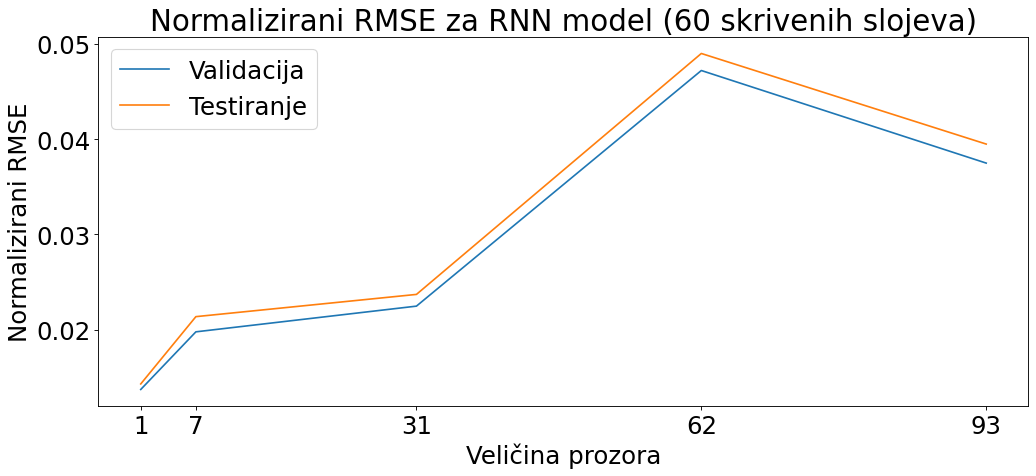 Normalizirani RMSE za RNN model (60 skrivenih slojeva)
Validacija
Testiranje
Normalizirani RMSE
0.05
0.04
0.03
0.02
1 7 31 62 93
Veličina prozora